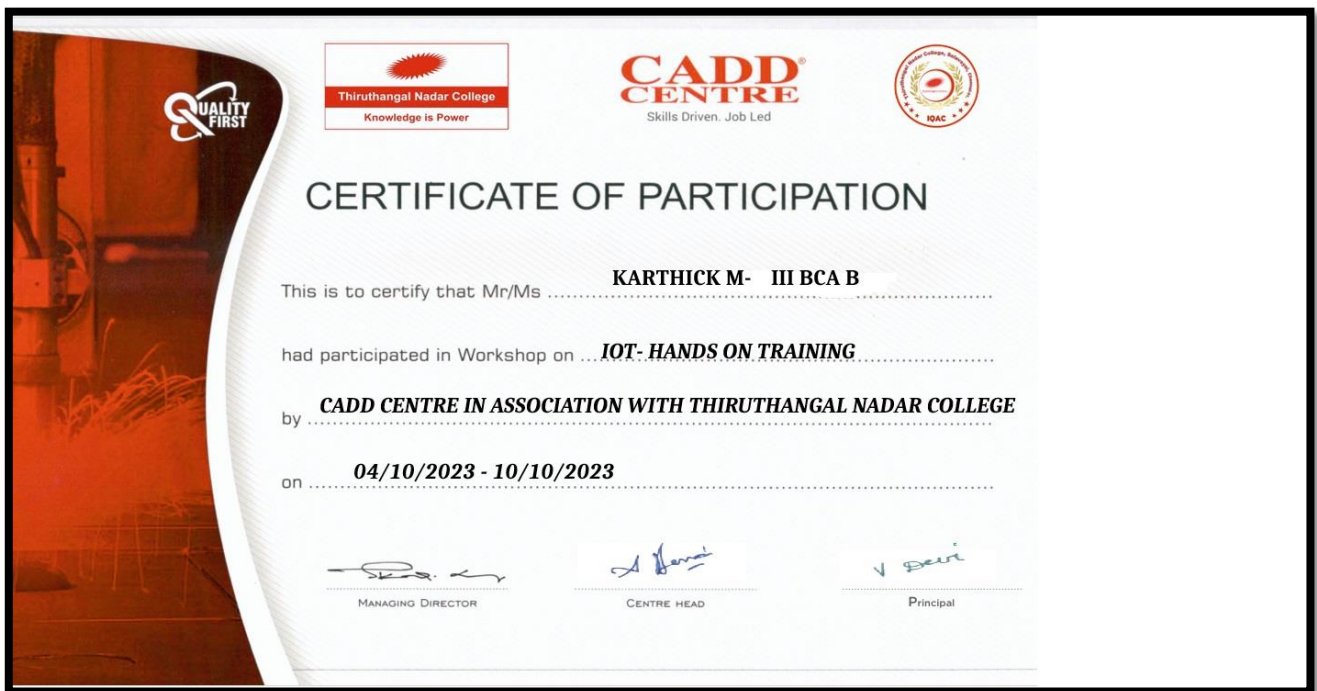 QUALITY
FIRST
Thiruthangal Nadar College
Knowledge is Power
CADD®
CENTRE
Skills Driven. Job Led
Thiruthangal Nadar College,
IQAC
CERTIFICATE OF PARTICIPATION
This is to certify that Mr/Ms KARTHICK M- III BCA B
had participated in Workshop on IOT- HANDS ON TRAINING
by CADD CENTRE IN ASSOCIATION WITH THIRUTHANGAL NADAR COLLEGE
on 04/10/2023 - 10/10/2023
V Devi
MANAGING DIRECTOR
CENTRE HEAD
Principal